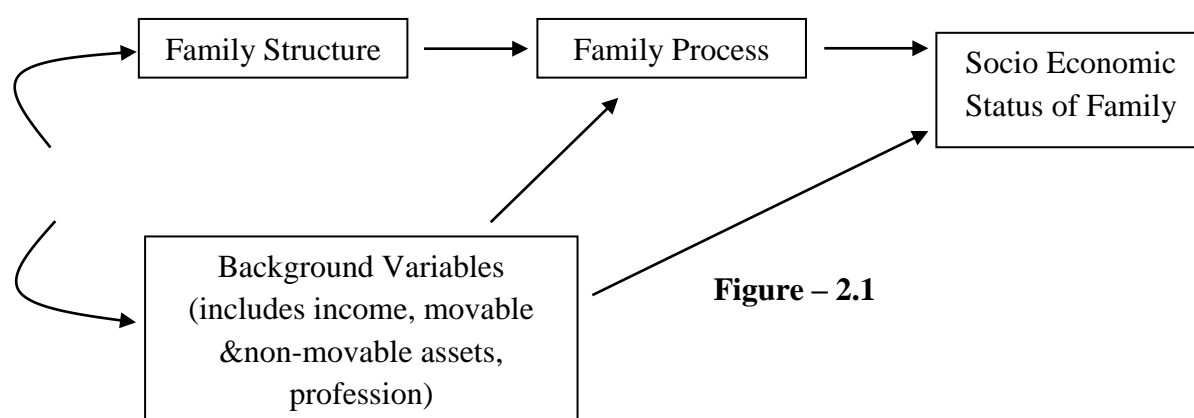 Family Structure
Family Process
Socio Economic
Status of Family
Background Variables
(includes income, movable
&non-movable assets,
profession)
Figure – 2.1